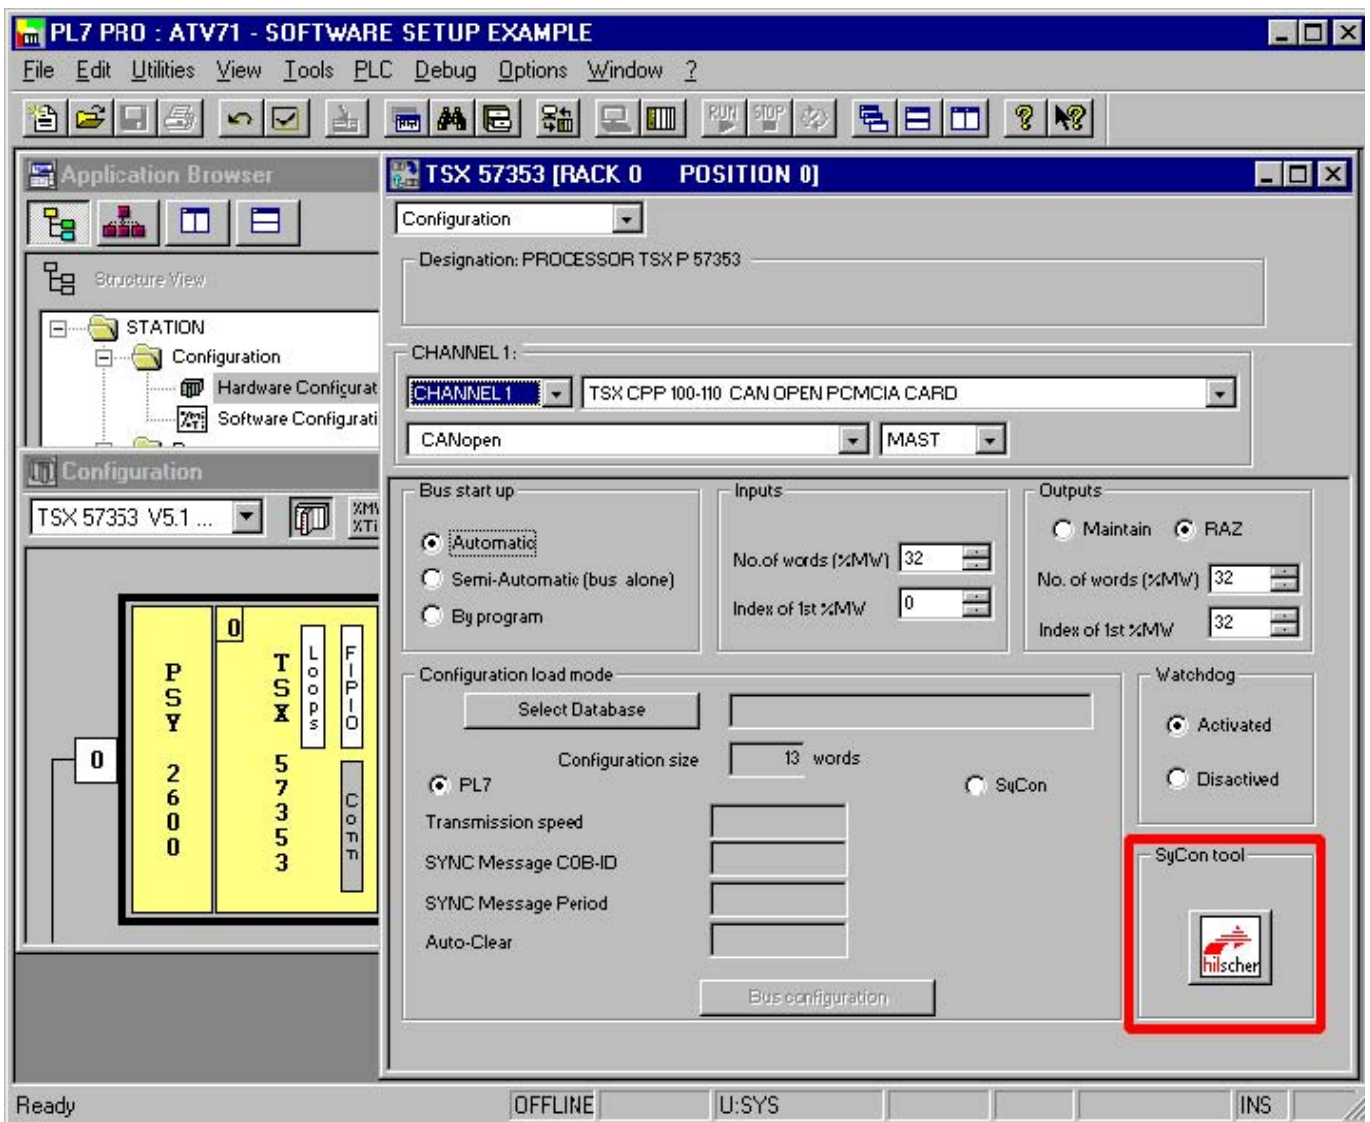 PL7 PRO : ATV71 - SOFTWARE SETUP EXAMPLE
File Edit Utilities View Tools PLC Debug Options Window ?
RUN STOP
Application Browser
Structure View
STATION
Configuration
Hardware Configurat
Software Configurati
Configuration
TSX 57353 V5.1 ...
0
PSY 2600
0
TSX 57353
Loops
FIPIO
Com
TSX 57353 [RACK 0 POSITION 0]
Configuration
Designation: PROCESSOR TSX P 57353
CHANNEL 1:
CHANNEL 1
TSX CPP 100-110 CAN OPEN PCMCIA CARD
CANopen
MAST
Bus start up
Automatic
Semi-Automatic (bus alone)
By program
Inputs
No.of words (%MW) 32
Index of 1st %MW 0
Outputs
Maintain RAZ
No. of words (%MW) 32
Index of 1st %MW 32
Configuration load mode
Select Database
Configuration size 13 words
PL7 SyCon
Transmission speed
SYNC Message COB-ID
SYNC Message Period
Auto-Clear
Bus configuration
Watchdog
Activated
Disactived
SyCon tool
hilscher
Ready OFFLINE U:SYS INS